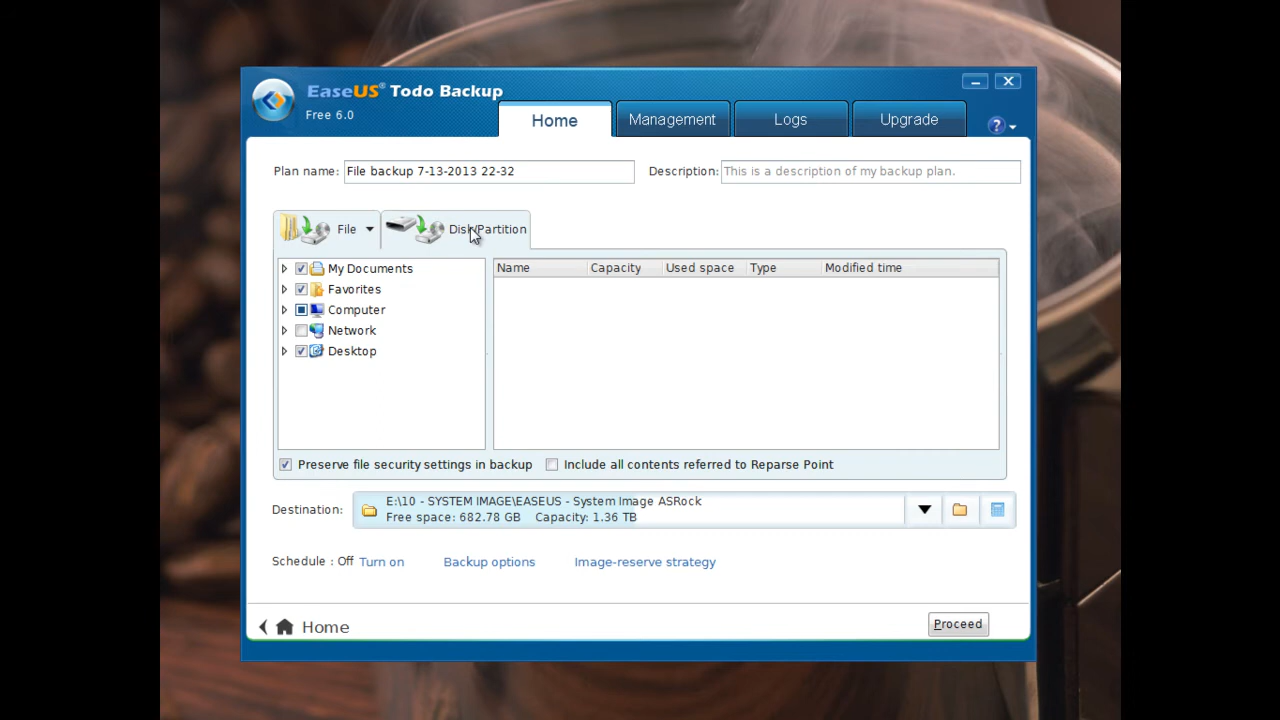 EaseUS® Todo Backup
Free 6.0
Home
Management
Logs
Upgrade
?
Plan name: File backup 7-13-2013 22-32
Description: This is a description of my backup plan.
File
Disk/Partition
My Documents
Favorites
Computer
Network
Desktop
Name Capacity Used space Type Modified time
Preserve file security settings in backup
Include all contents referred to Reparse Point
Destination: E:\10 - SYSTEM IMAGE\EASEUS - System Image ASRock
Free space: 682.78 GB Capacity: 1.36 TB
Schedule : Off Turn on Backup options Image-reserve strategy
Home
Proceed